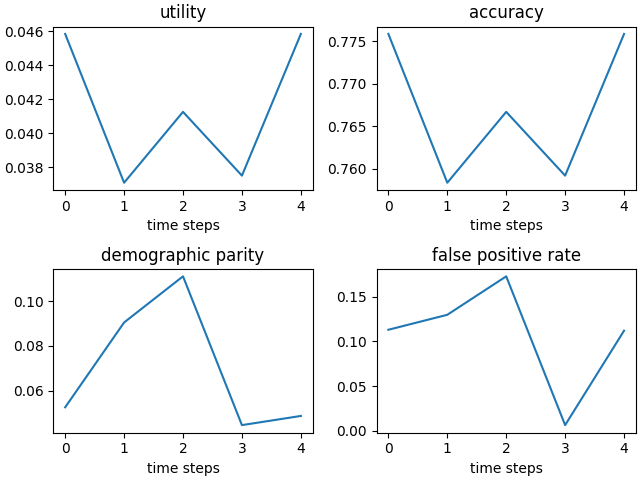 utility
accuracy
0.046
0.044
0.042
0.040
0.038
0.775
0.770
0.765
0.760
0 1 2 3 4
0 1 2 3 4
time steps
time steps
demographic parity
false positive rate
0.10
0.08
0.06
0.15
0.10
0.05
0.00
0 1 2 3 4
0 1 2 3 4
time steps
time steps